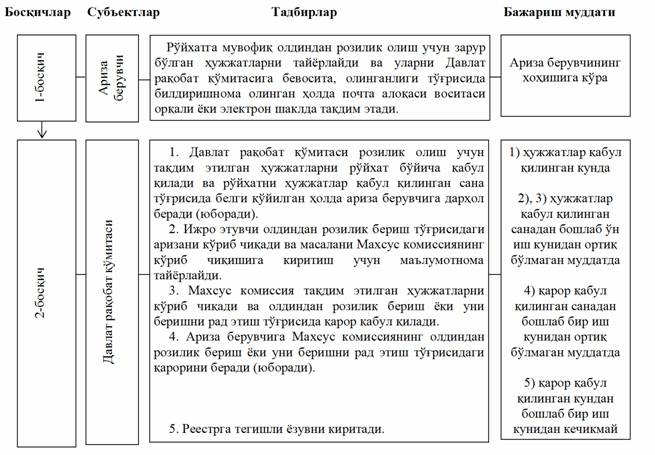 Босқичлар Субъектлар Тадбирлар Бажариш муддати
1-босқич
Ариза
берувчи
Рўйхатга мувофиқ олдиндан розилик олиш учун зарур
бўлган ҳужжатларни тайёрлайди ва уларни Давлат
рақобат қўмитасига бевосита, олинганлиги тўғрисида
билдиришнома олинган ҳолда почта алоқаси воситаси
орқали ёки электрон шаклда тақдим этади.
Ариза берувчининг
хоҳишига кўра
2-босқич
Давлат рақобат қўмитаси
1. Давлат рақобат қўмитаси розилик олиш учун
тақдим этилган ҳужжатларни рўйхат бўйича қабул
қилади ва рўйхатни ҳужжатлар қабул қилинган сана
тўғрисида белги қўйилган ҳолда ариза берувчига дарҳол
беради (юборади).
2. Ижро этувчи олдиндан розилик бериш тўғрисидаги
аризани кўриб чиқади ва масалани Махсус комиссиянинг
кўриб чиқишига киритиш учун маълумотнома
тайёрлайди.
3. Махсус комиссия тақдим этилган ҳужжатларни
кўриб чиқади ва олдиндан розилик бериш ёки уни
беришни рад этиш тўғрисида қарор қабул қилади.
4. Ариза берувчига Махсус комиссиянинг олдиндан
розилик бериш ёки уни беришни рад этиш тўғрисидаги
қарорини беради (юборади).
5. Реестрга тегишли ёзувни киритади.
1) ҳужжатлар қабул
қилинган кунда
2), 3) ҳужжатлар
қабул қилинган
санадан бошлаб ўн
иш кунидан ортиқ
бўлмаган муддатда
4) қарор қабул
қилинган санадан
бошлаб бир иш
кунидан ортиқ
бўлмаган муддатда
5) қарор қабул
қилинган кундан
бошлаб бир иш
кунидан кечикмай